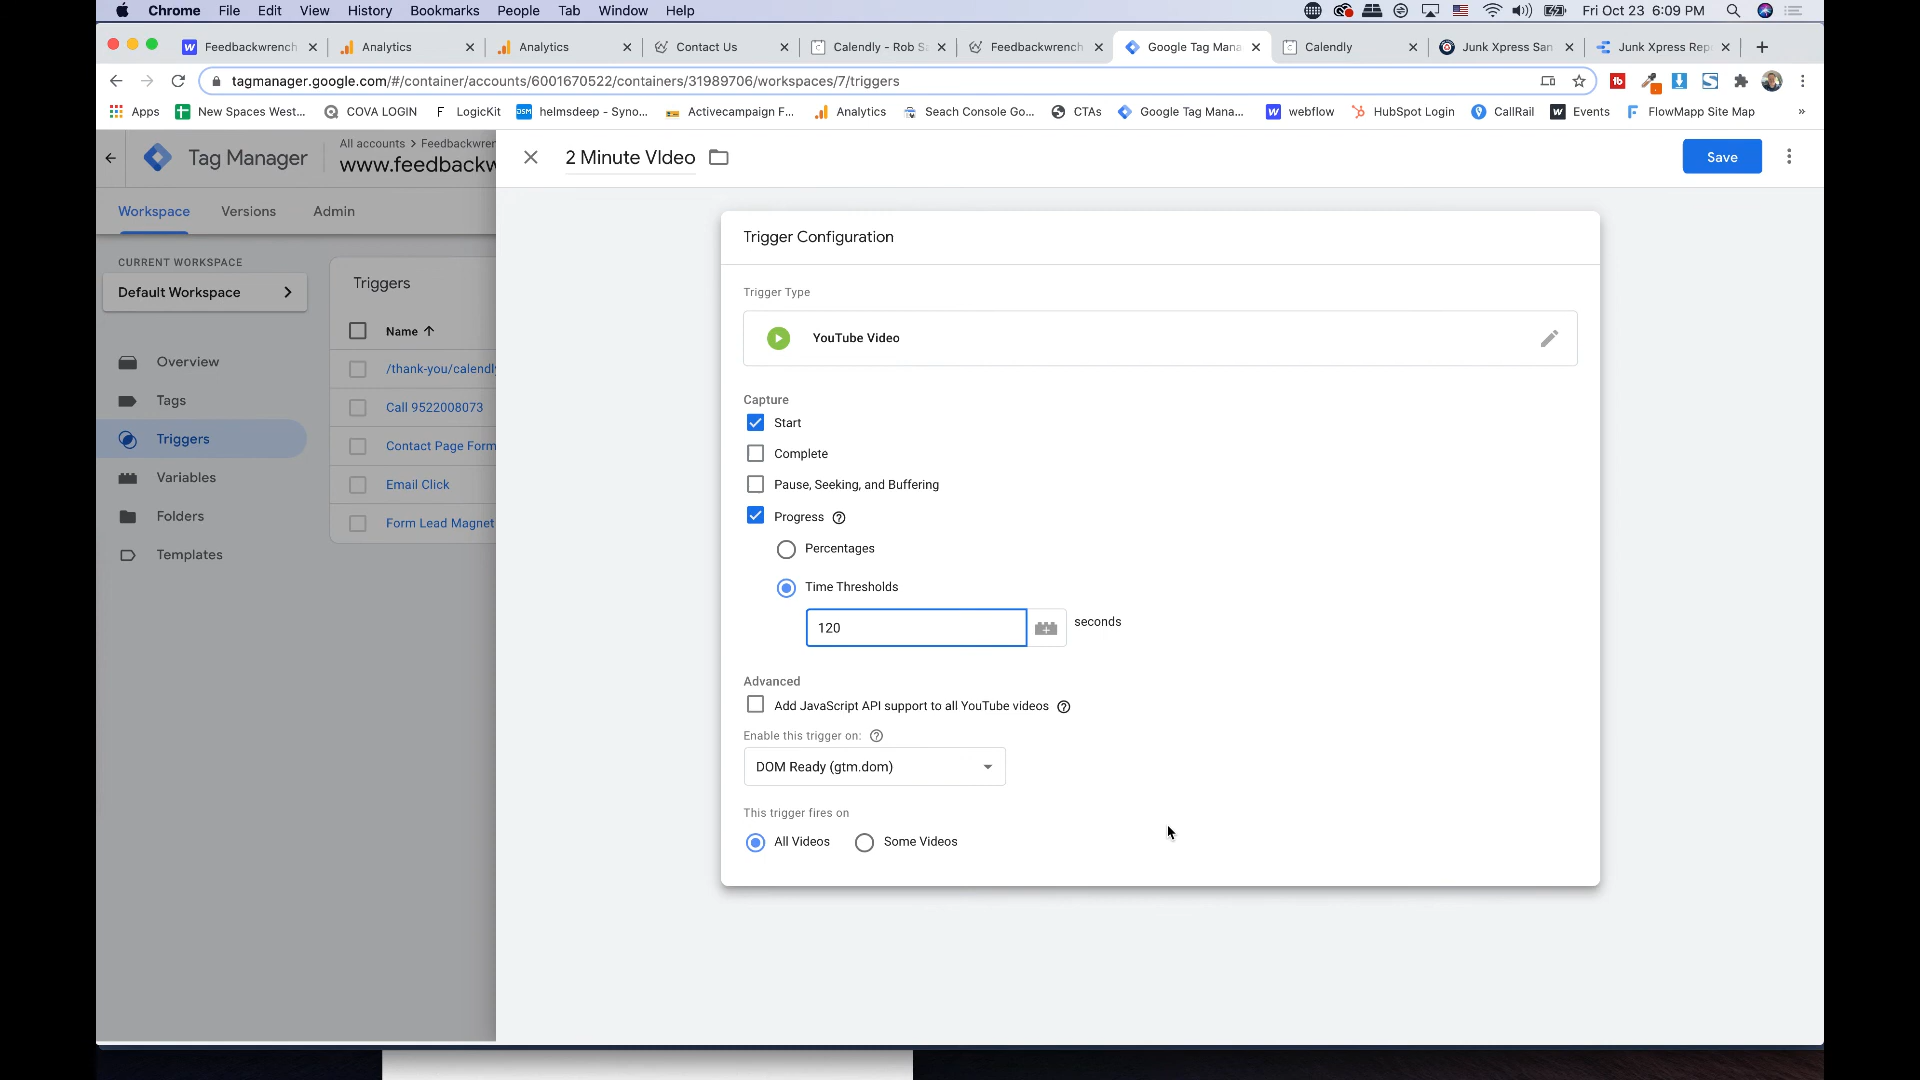 Chrome File Edit View History Bookmarks People Tab Window Help Fri Oct 23 6:09 PM
Feedbackwrench Analytics Analytics Contact Us Calendly - Rob S Feedbackwrench Google Tag Mana Calendly Junk Xpress San Junk Xpress Rep
tagmanager.google.com/#/container/accounts/6001670522/containers/31989706/workspaces/7/triggers
Apps New Spaces West... COVA LOGIN F LogicKit DSM helmsdeep - Syno... Activecampaign F... Analytics Seach Console Go... CTAs Google Tag Mana... webflow HubSpot Login CallRail Events FlowMapp Site Map »
Tag Manager
All accounts > Feedbackwren
www.feedbackw
2 Minute VIdeo
Save
Workspace Versions Admin
CURRENT WORKSPACE
Default Workspace
Overview
Tags
Triggers
Variables
Folders
Templates
Triggers
Name
/thank-you/calendly
Call 9522008073
Contact Page Form
Email Click
Form Lead Magnet
Trigger Configuration
Trigger Type
YouTube Video
Capture
Start
Complete
Pause, Seeking, and Buffering
Progress
Percentages
Time Thresholds
120 seconds
Advanced
Add JavaScript API support to all YouTube videos
Enable this trigger on:
DOM Ready (gtm.dom)
This trigger fires on
All Videos Some Videos